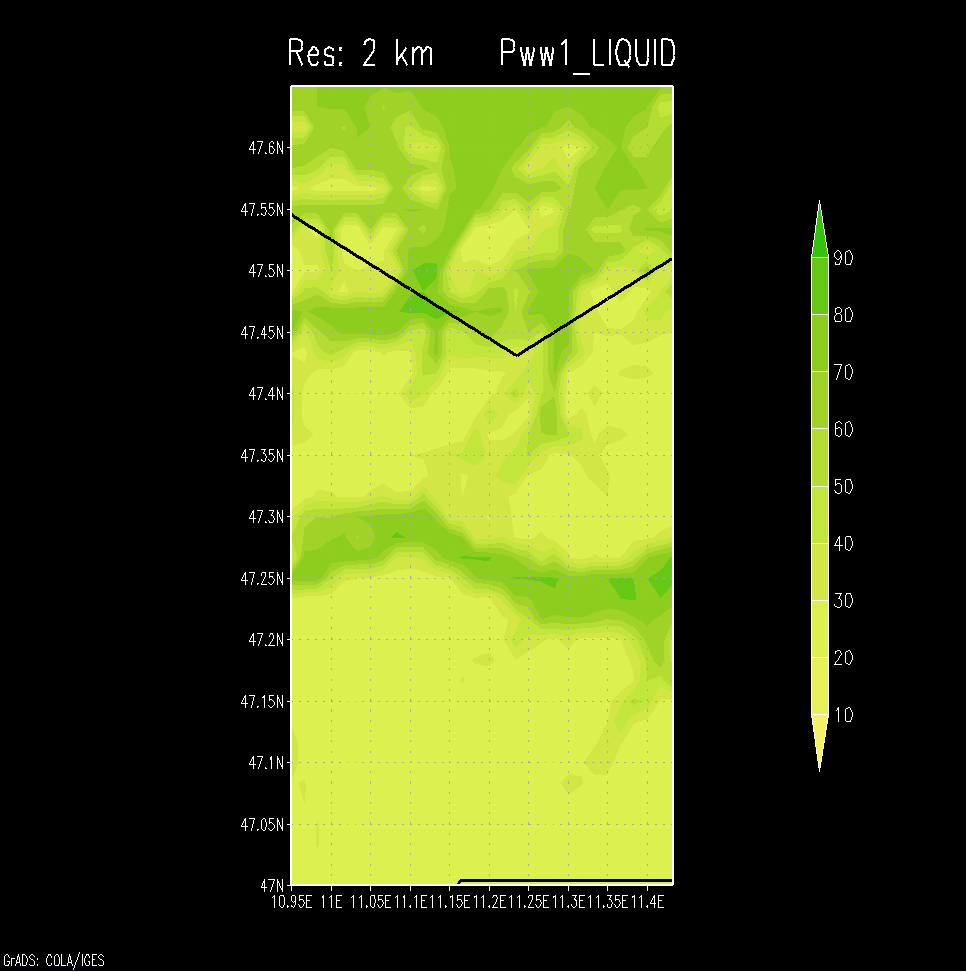 Res: 2 km Pww1_LIQUID
47.6N
47.55N
47.5N
47.45N
47.4N
47.35N
47.3N
47.25N
47.2N
47.15N
47.1N
47.05N
47N
10.95E 11E 11.05E 11.1E 11.15E 11.2E 11.25E 11.3E 11.35E 11.4E
90
80
70
60
50
40
30
20
10
GrADS: COLA/IGES